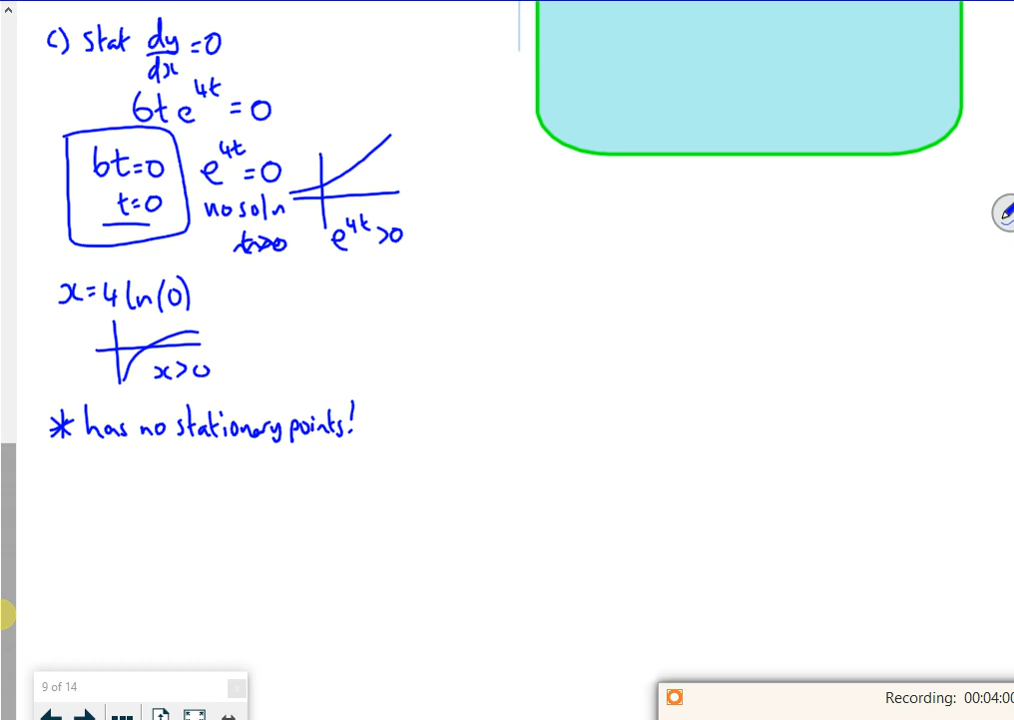 c) Stat dy/dx = 0
6te^4t = 0
6t=0 e^4t = 0
t=0 no soln
t>0 e^4t >0
x=4ln(0)
x>0
* has no stationary points!
9 of 14
Recording: 00:04:00